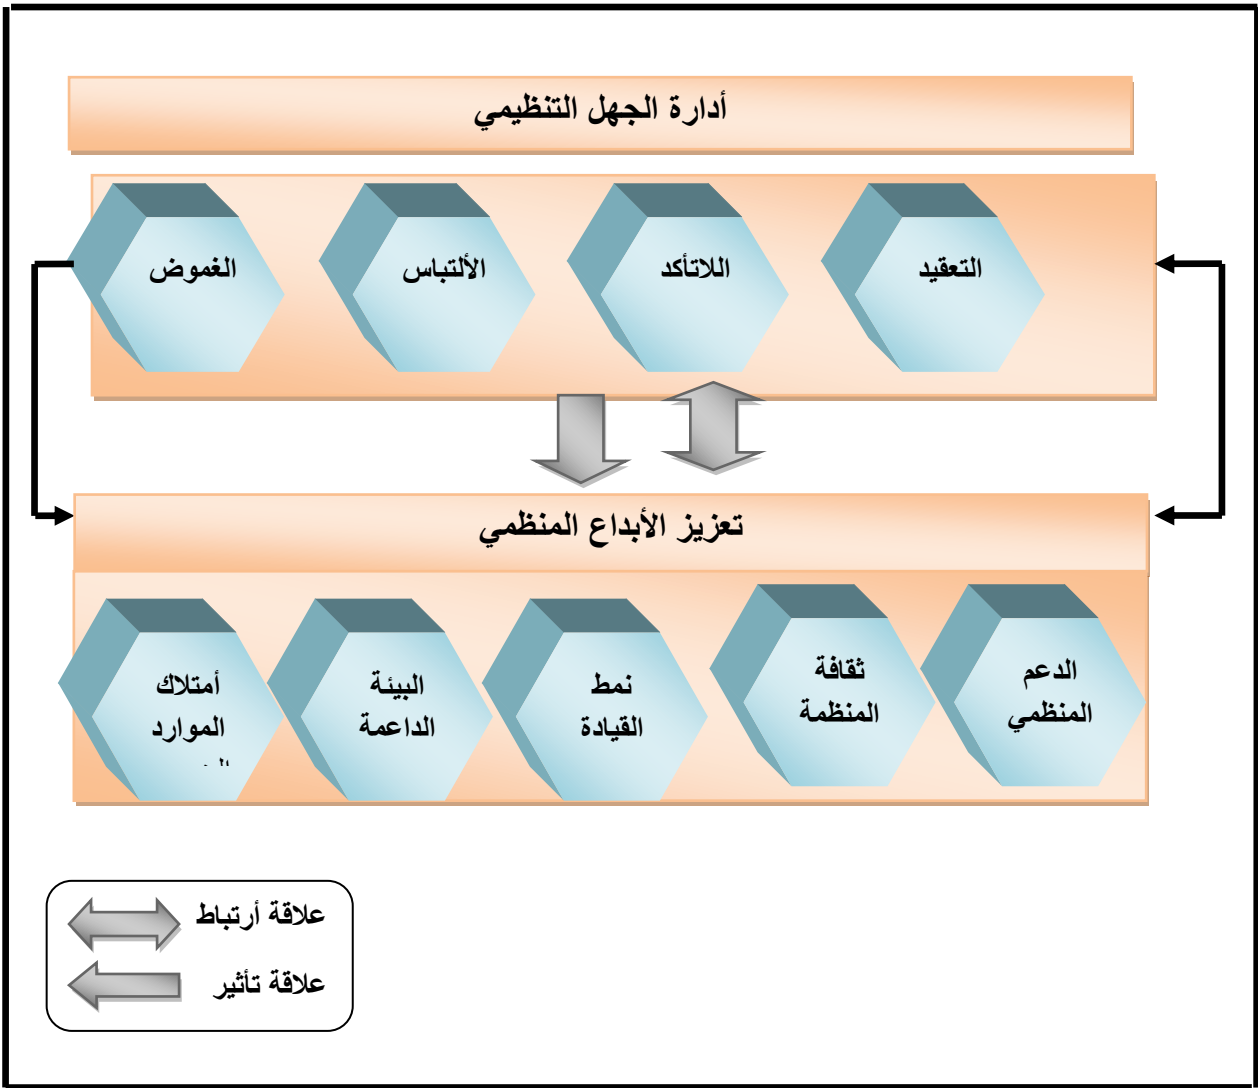 أدارة الجهل التنظيمي
التعقيد
اللاتأكد
الألتباس
الغموض
تعزيز الأبداع المنظمي
الدعم
المنظمي
ثقافة
المنظمة
نمط
القيادة
البيئة
الداعمة
أمتلاك
الموارد
علاقة أرتباط
علاقة تأثير